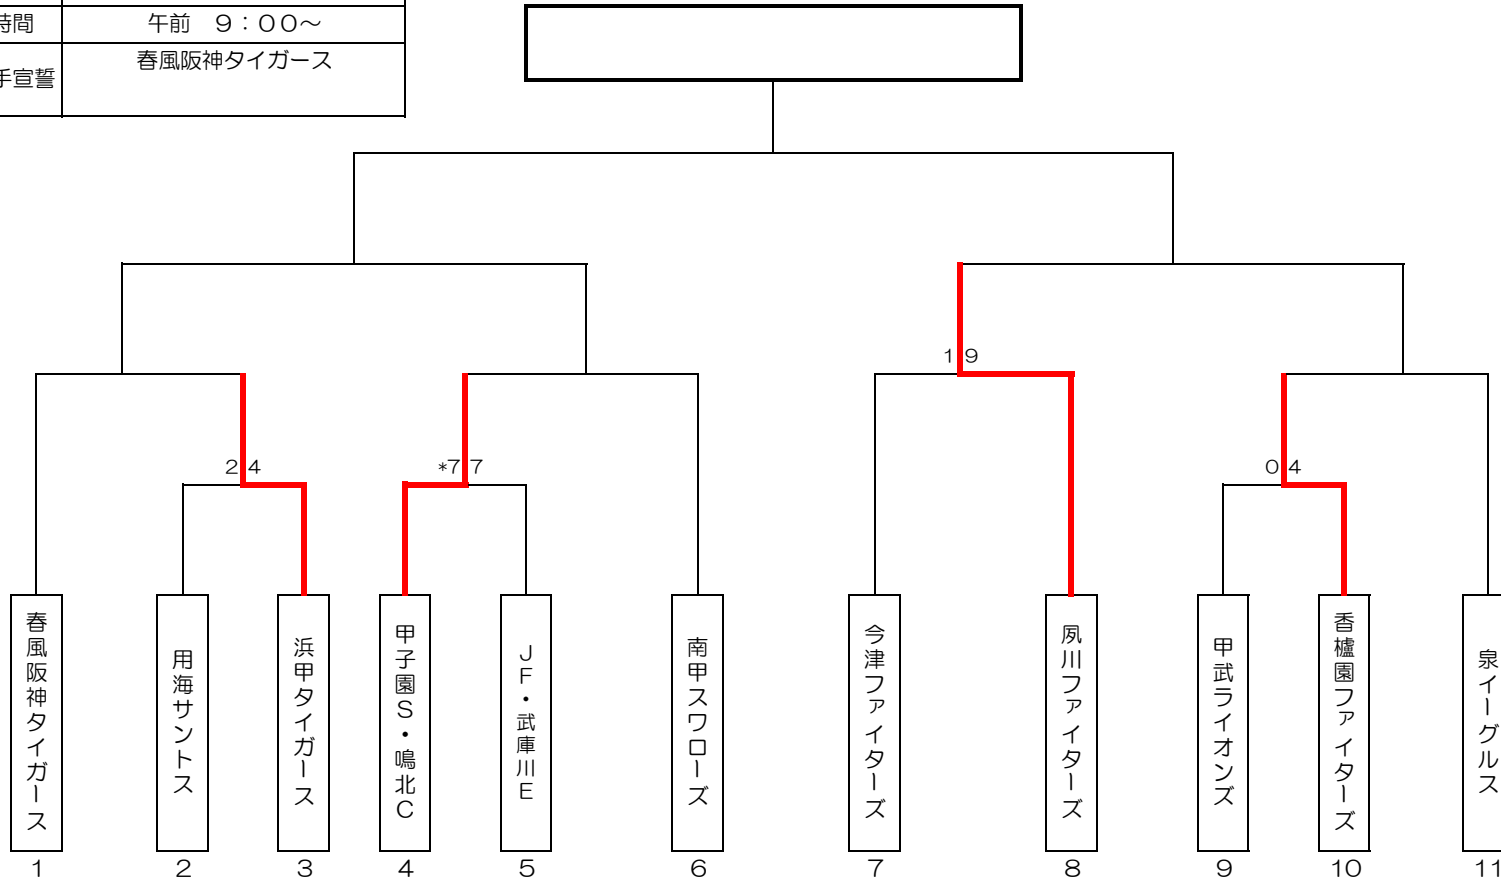 時間 午前 9：00～
手宣誓 春風阪神タイガース
1 9
2 4
*7 7
0 4
春風阪神タイガース
用海サントス
浜甲タイガース
甲子園S・鳴北C
JF・武庫川E
南甲スワローズ
今津ファイターズ
夙川ファイターズ
甲武ライオンズ
香櫨園ファイターズ
泉イーグルス
1 2 3 4 5 6 7 8 9 10 11